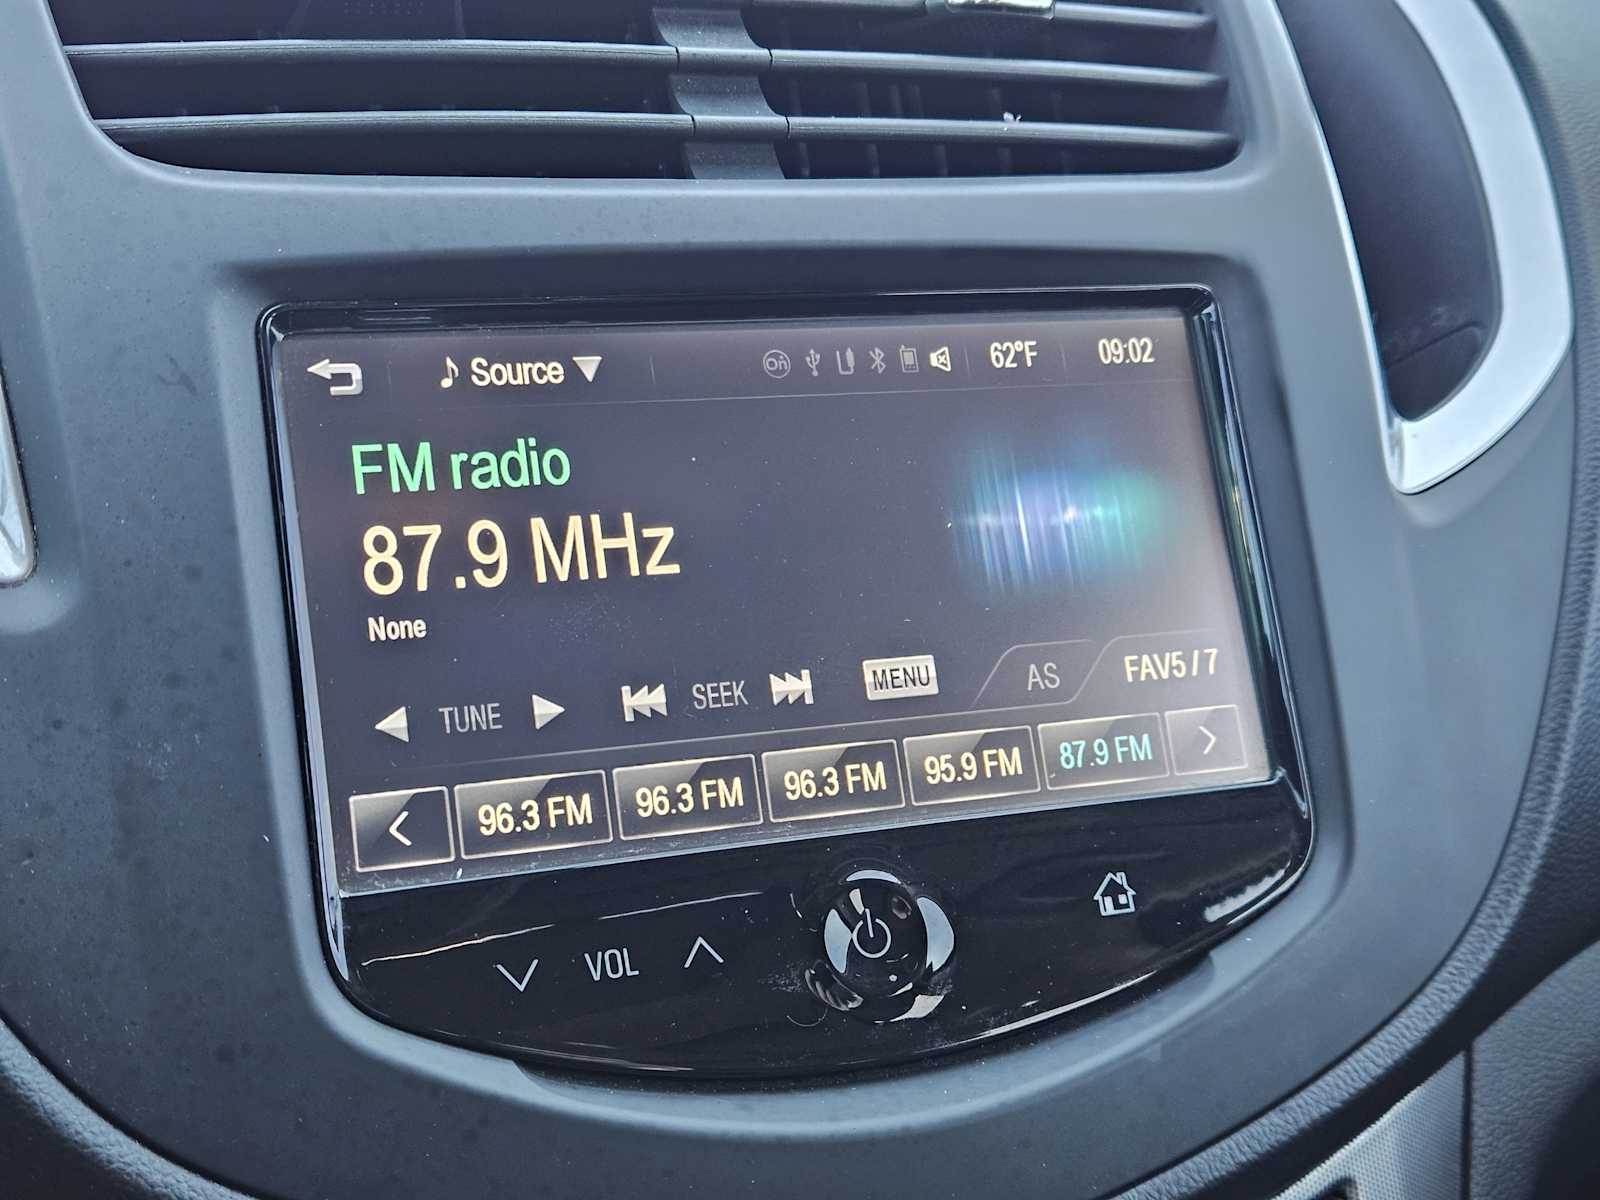 Source 62°F 09:02
FM radio
87.9 MHz
None
TUNE SEEK MENU AS FAV5 / 7
96.3 FM 96.3 FM 96.3 FM 95.9 FM 87.9 FM
VOL